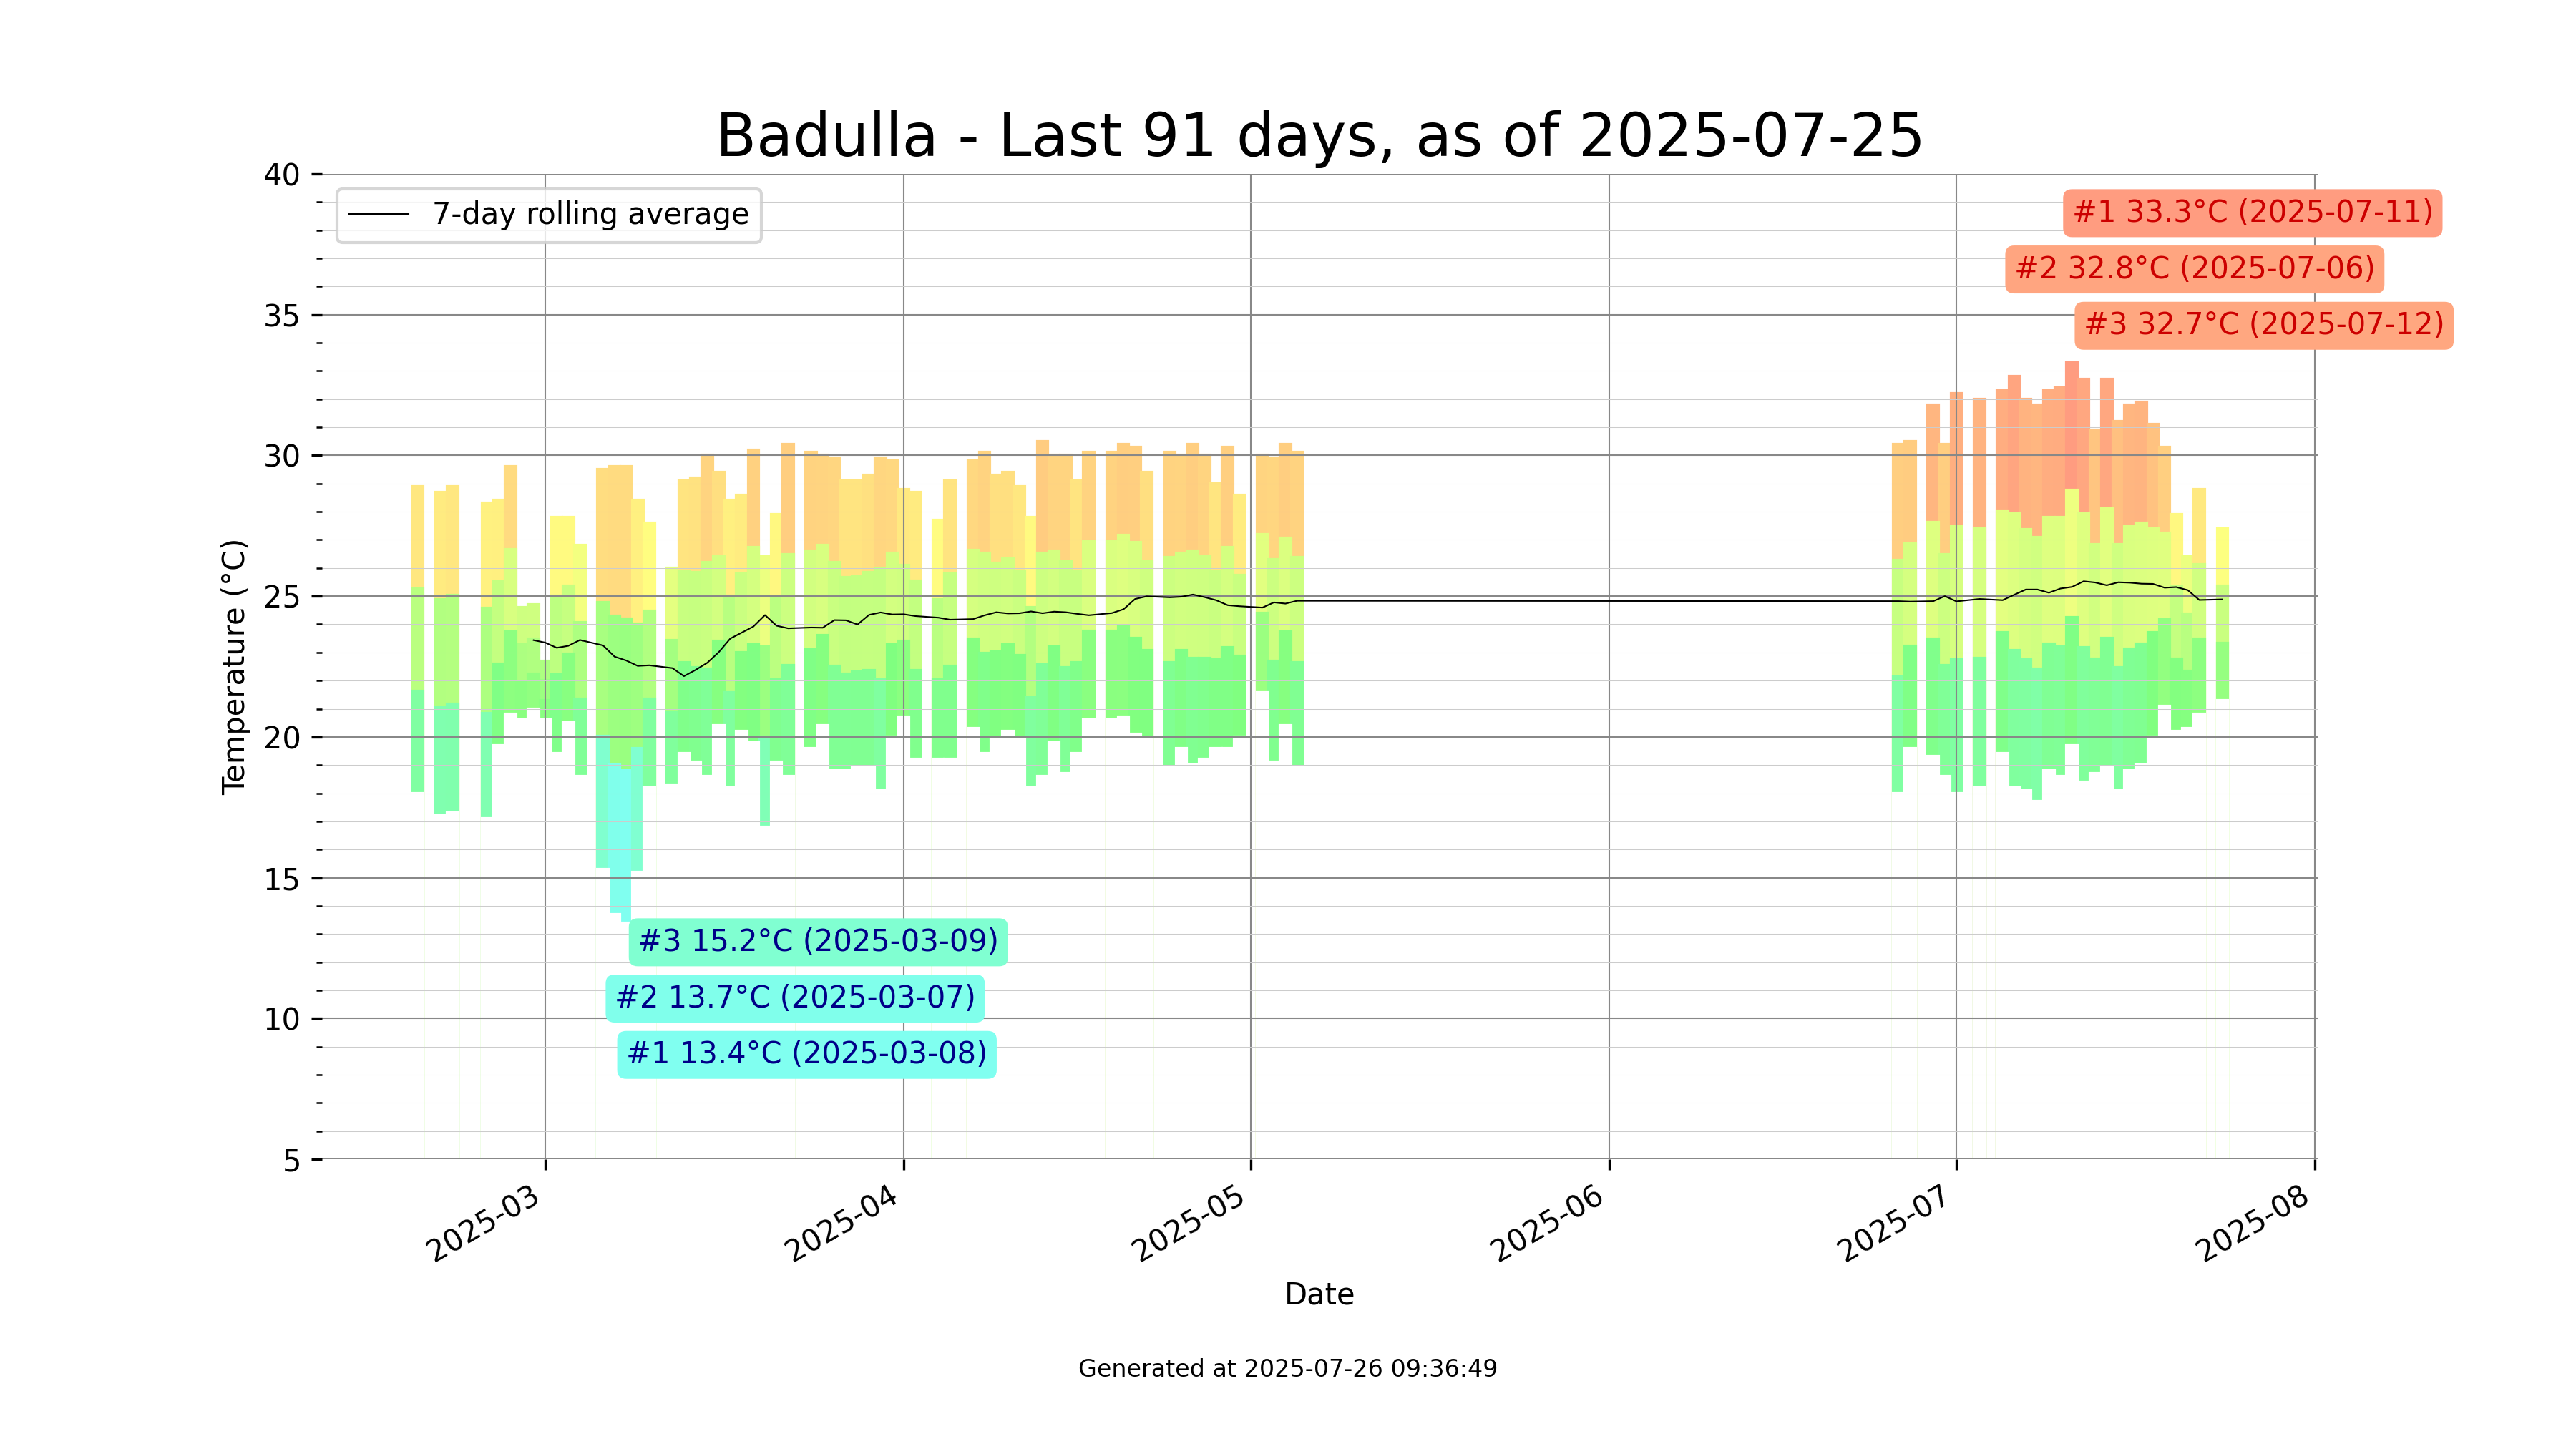 Badulla - Last 91 days, as of 2025-07-25
40
35
30
25
20
15
10
5
Temperature (°C)
7-day rolling average
#1 33.3°C (2025-07-11)
#2 32.8°C (2025-07-06)
#3 32.7°C (2025-07-12)
#3 15.2°C (2025-03-09)
#2 13.7°C (2025-03-07)
#1 13.4°C (2025-03-08)
2025-03
2025-04
2025-05
2025-06
2025-07
2025-08
Date
Generated at 2025-07-26 09:36:49